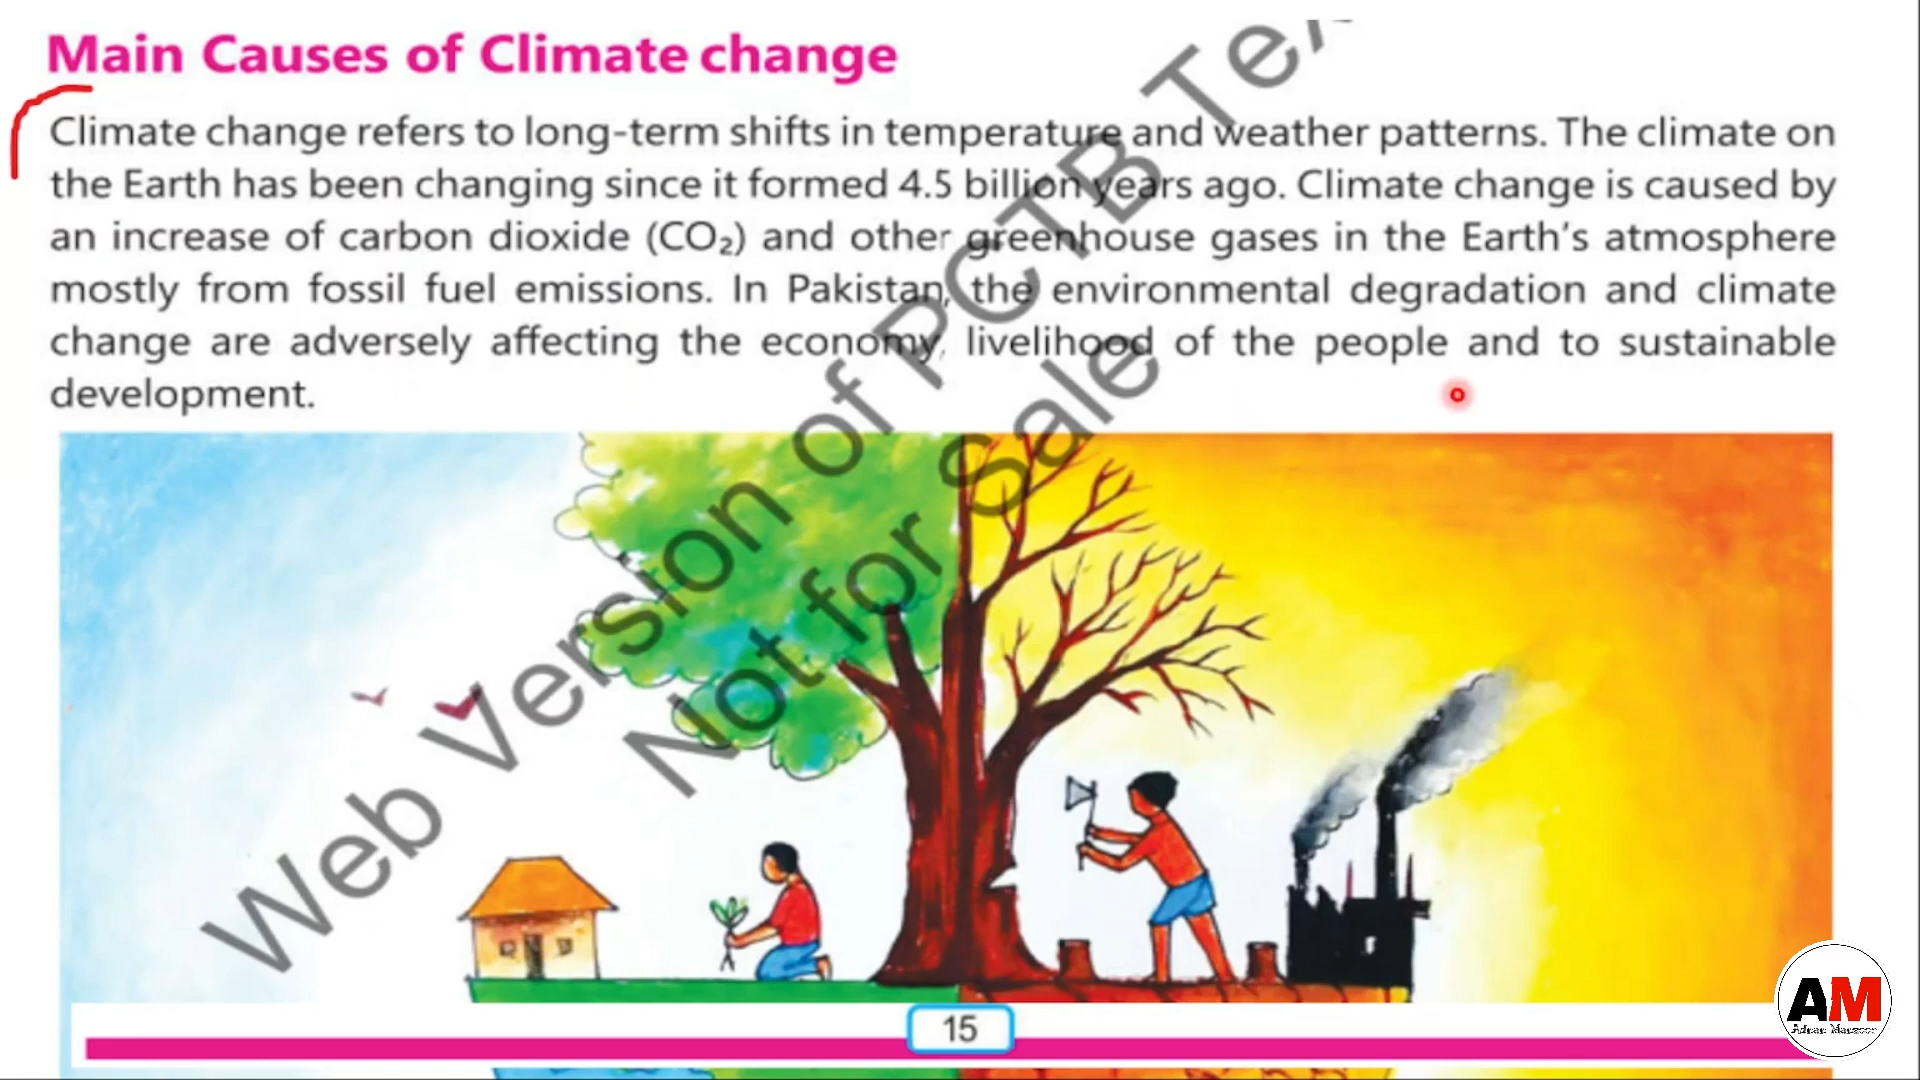 Main Causes of Climate change
Climate change refers to long-term shifts in temperature and weather patterns. The climate on
the Earth has been changing since it formed 4.5 billion years ago. Climate change is caused by
an increase of carbon dioxide (CO₂) and other greenhouse gases in the Earth's atmosphere
mostly from fossil fuel emissions. In Pakistan, the environmental degradation and climate
change are adversely affecting the economy, livelihood of the people and to sustainable
development.
Web Version of PCTB
Not for Sale
15
AM